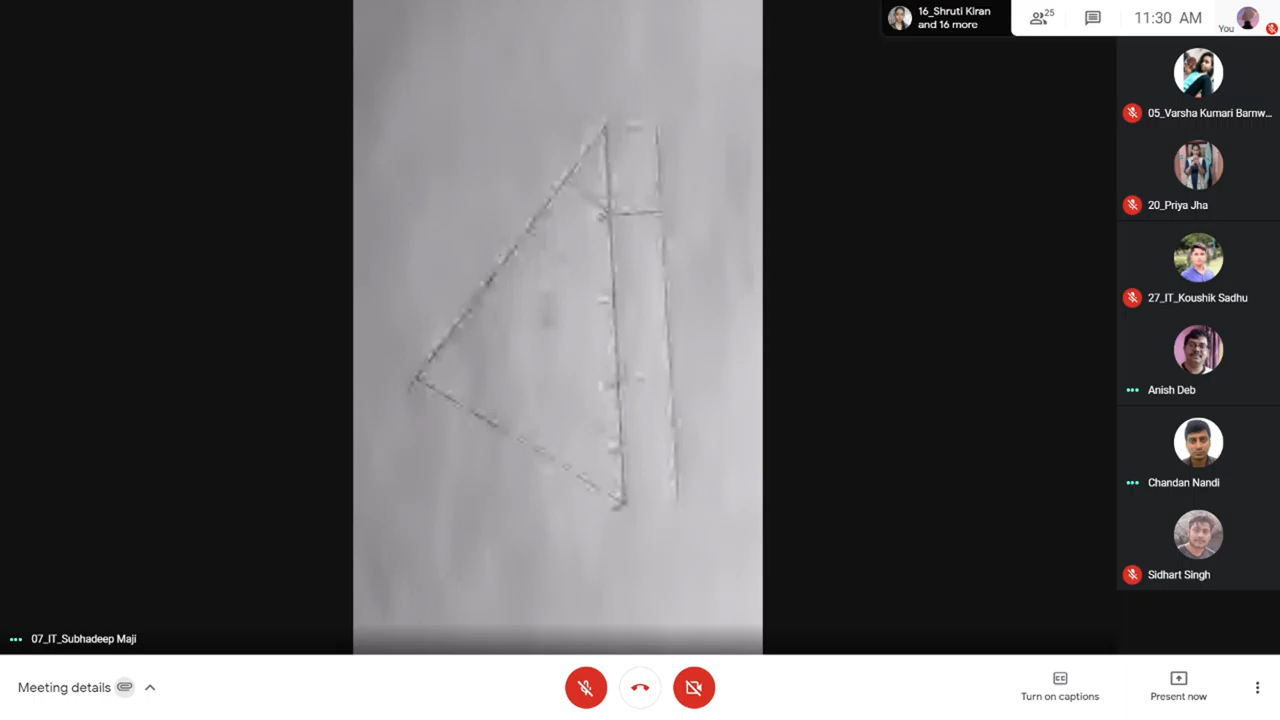 16_Shruti Kiran
and 16 more
25
11:30 AM
You
05_Varsha Kumari Barnw...
20_Priya Jha
27_IT_Koushik Sadhu
Anish Deb
Chandan Nandi
Sidhart Singh
07_IT_Subhadeep Maji
Meeting details
CC
Turn on captions
Present now